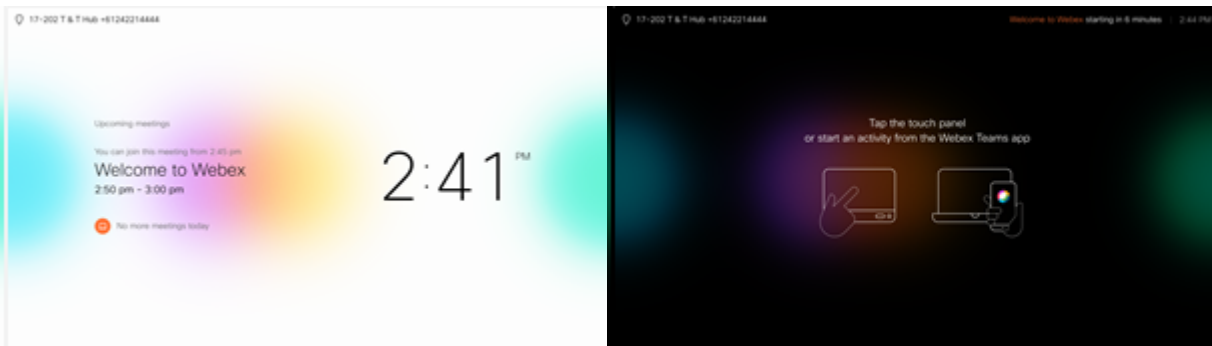 17-202 T & T Hub +61242214444
Upcoming meetings
You can join this meeting from 2:45 pm
Welcome to Webex
2:50 pm - 3:00 pm
No more meetings today
2:41 PM
17-202 T & T Hub +61242214444
Welcome to Webex starting in 6 minutes | 2:44 PM
Tap the touch panel
or start an activity from the Webex Teams app